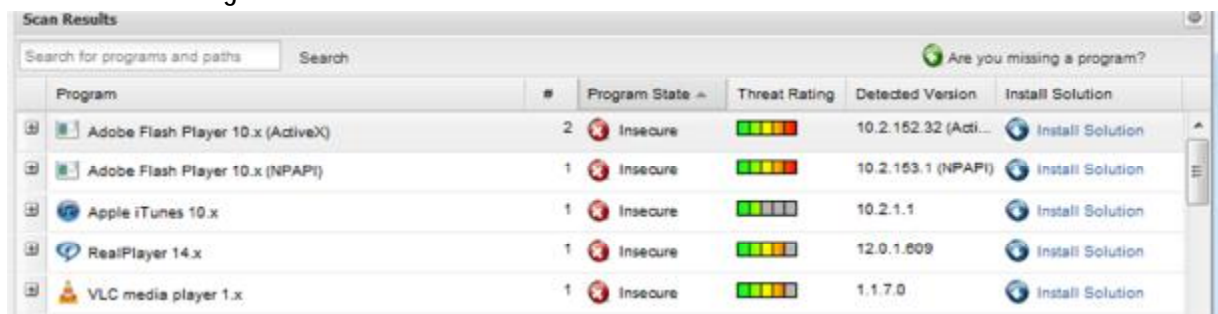 Scan Results
Search for programs and paths Search Are you missing a program?
Program # Program State Threat Rating Detected Version Install Solution
Adobe Flash Player 10.x (ActiveX) 2 Insecure 10.2.152.32 (Acti... Install Solution
Adobe Flash Player 10.x (NPAPI) 1 Insecure 10.2.153.1 (NPAPI) Install Solution
Apple iTunes 10.x 1 Insecure 10.2.1.1 Install Solution
RealPlayer 14.x 1 Insecure 12.0.1.609 Install Solution
VLC media player 1.x 1 Insecure 1.1.7.0 Install Solution